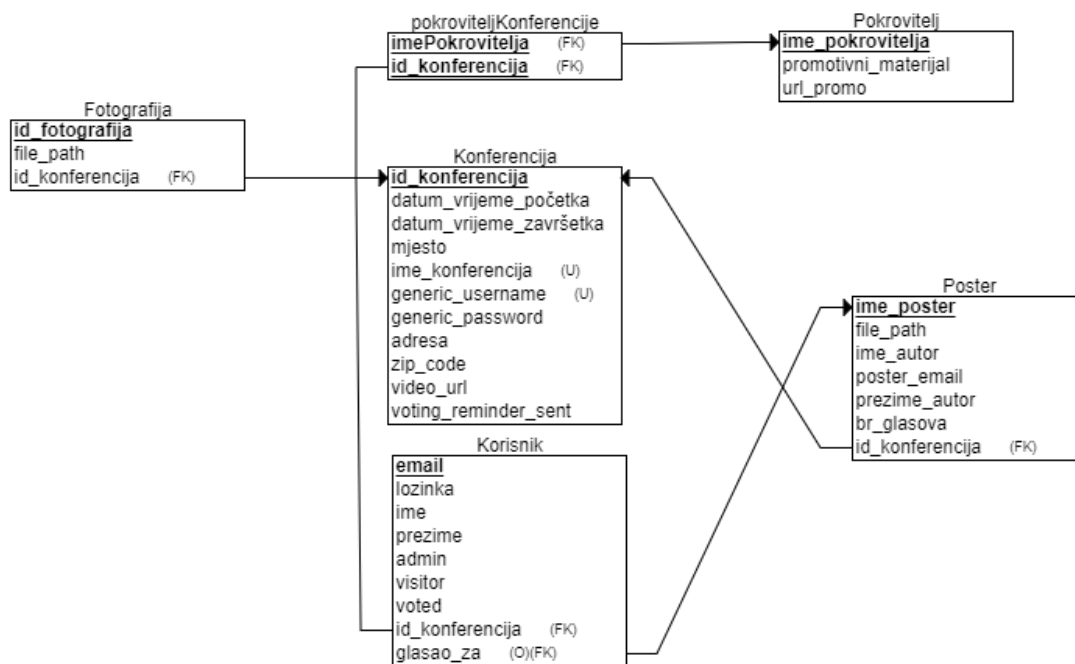 pokroviteljKonferencije
imePokrovitelja (FK)
id_konferencija (FK)
Pokrovitelj
ime_pokrovitelja
promotivni_materijal
url_promo
Fotografija
id_fotografija
file_path
id_konferencija (FK)
Konferencija
id_konferencija
datum_vrijeme_početka
datum_vrijeme_završetka
mjesto
ime_konferencija (U)
generic_username (U)
generic_password
adresa
zip_code
video_url
voting_reminder_sent
Poster
ime_poster
file_path
ime_autor
poster_email
prezime_autor
br_glasova
id_konferencija (FK)
Korisnik
email
lozinka
ime
prezime
admin
visitor
voted
id_konferencija (FK)
glasao_za (O)(FK)